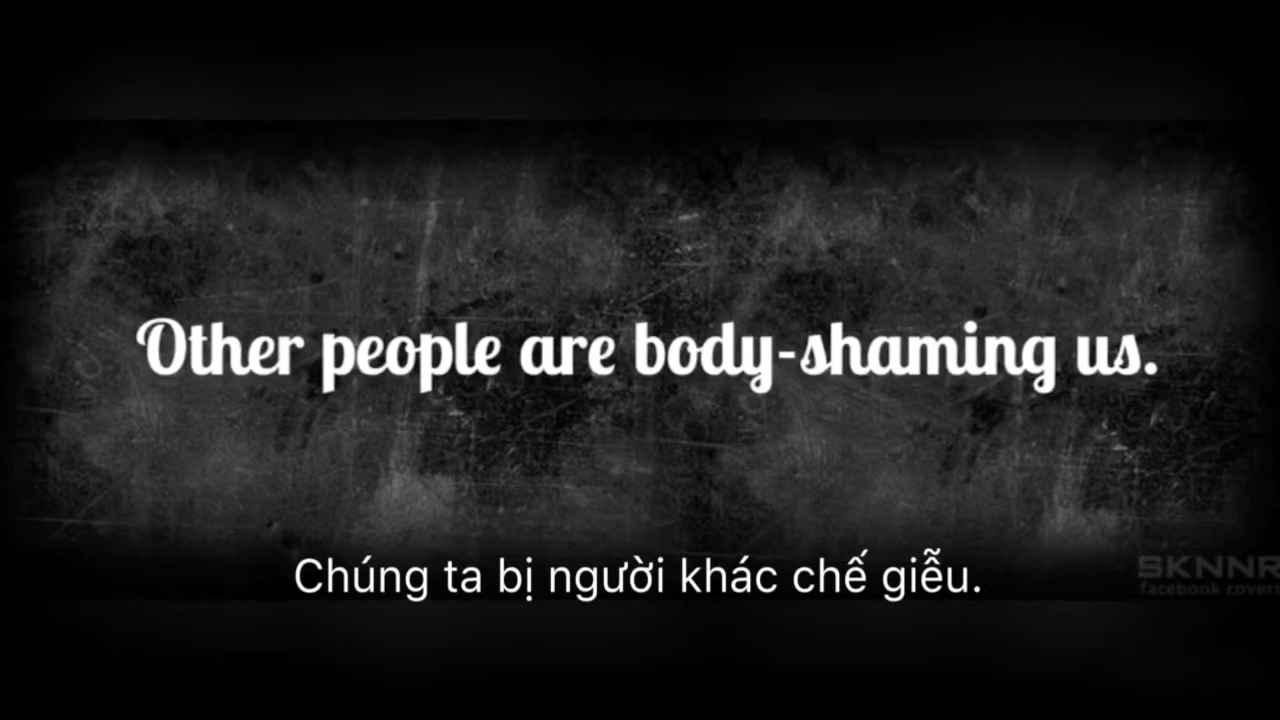 Other people are body-shaming us.
Chúng ta bị người khác chế giễu.
SKNNR
facebook covers